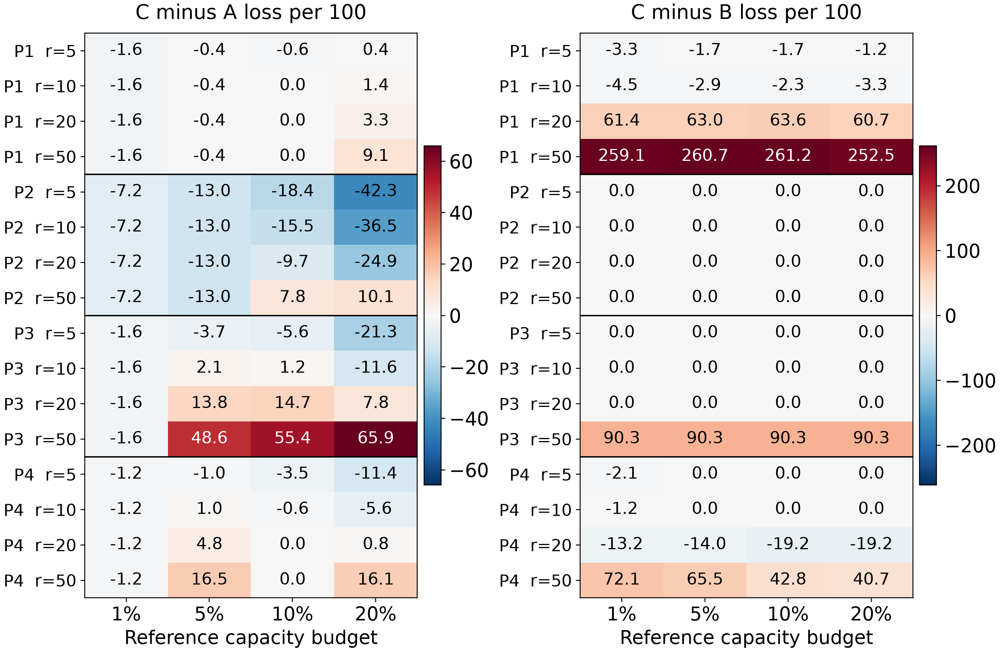 C minus A loss per 100
P1 r=5 -1.6 -0.4 -0.6 0.4
P1 r=10 -1.6 -0.4 0.0 1.4
P1 r=20 -1.6 -0.4 0.0 3.3
P1 r=50 -1.6 -0.4 0.0 9.1
P2 r=5 -7.2 -13.0 -18.4 -42.3
P2 r=10 -7.2 -13.0 -15.5 -36.5
P2 r=20 -7.2 -13.0 -9.7 -24.9
P2 r=50 -7.2 -13.0 7.8 10.1
P3 r=5 -1.6 -3.7 -5.6 -21.3
P3 r=10 -1.6 2.1 1.2 -11.6
P3 r=20 -1.6 13.8 14.7 7.8
P3 r=50 -1.6 48.6 55.4 65.9
P4 r=5 -1.2 -1.0 -3.5 -11.4
P4 r=10 -1.2 1.0 -0.6 -5.6
P4 r=20 -1.2 4.8 0.0 0.8
P4 r=50 -1.2 16.5 0.0 16.1
1% 5% 10% 20%
Reference capacity budget
60
40
20
0
−20
−40
−60
C minus B loss per 100
P1 r=5 -3.3 -1.7 -1.7 -1.2
P1 r=10 -4.5 -2.9 -2.3 -3.3
P1 r=20 61.4 63.0 63.6 60.7
P1 r=50 259.1 260.7 261.2 252.5
P2 r=5 0.0 0.0 0.0 0.0
P2 r=10 0.0 0.0 0.0 0.0
P2 r=20 0.0 0.0 0.0 0.0
P2 r=50 0.0 0.0 0.0 0.0
P3 r=5 0.0 0.0 0.0 0.0
P3 r=10 0.0 0.0 0.0 0.0
P3 r=20 0.0 0.0 0.0 0.0
P3 r=50 90.3 90.3 90.3 90.3
P4 r=5 -2.1 0.0 0.0 0.0
P4 r=10 -1.2 0.0 0.0 0.0
P4 r=20 -13.2 -14.0 -19.2 -19.2
P4 r=50 72.1 65.5 42.8 40.7
1% 5% 10% 20%
Reference capacity budget
200
100
0
−100
−200